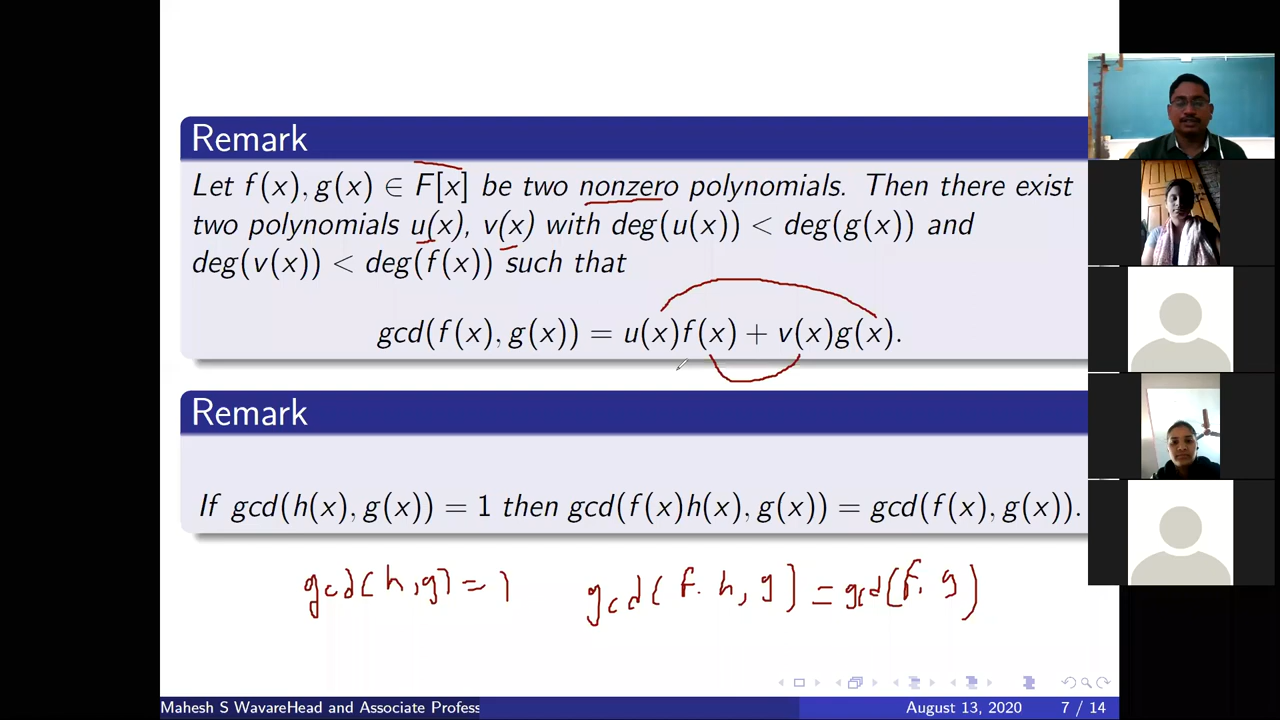 Remark
Let f(x), g(x) ∈ F[x] be two nonzero polynomials. Then there exist
two polynomials u(x), v(x) with deg(u(x)) < deg(g(x)) and
deg(v(x)) < deg(f(x)) such that
gcd(f(x), g(x)) = u(x)f(x) + v(x)g(x).
Remark
If gcd(h(x), g(x)) = 1 then gcd(f(x)h(x), g(x)) = gcd(f(x), g(x)).
gcd(h,g)=1 gcd(f.h, g) = gcd(f, g)
Mahesh S WavareHead and Associate Profess August 13, 2020 7 / 14